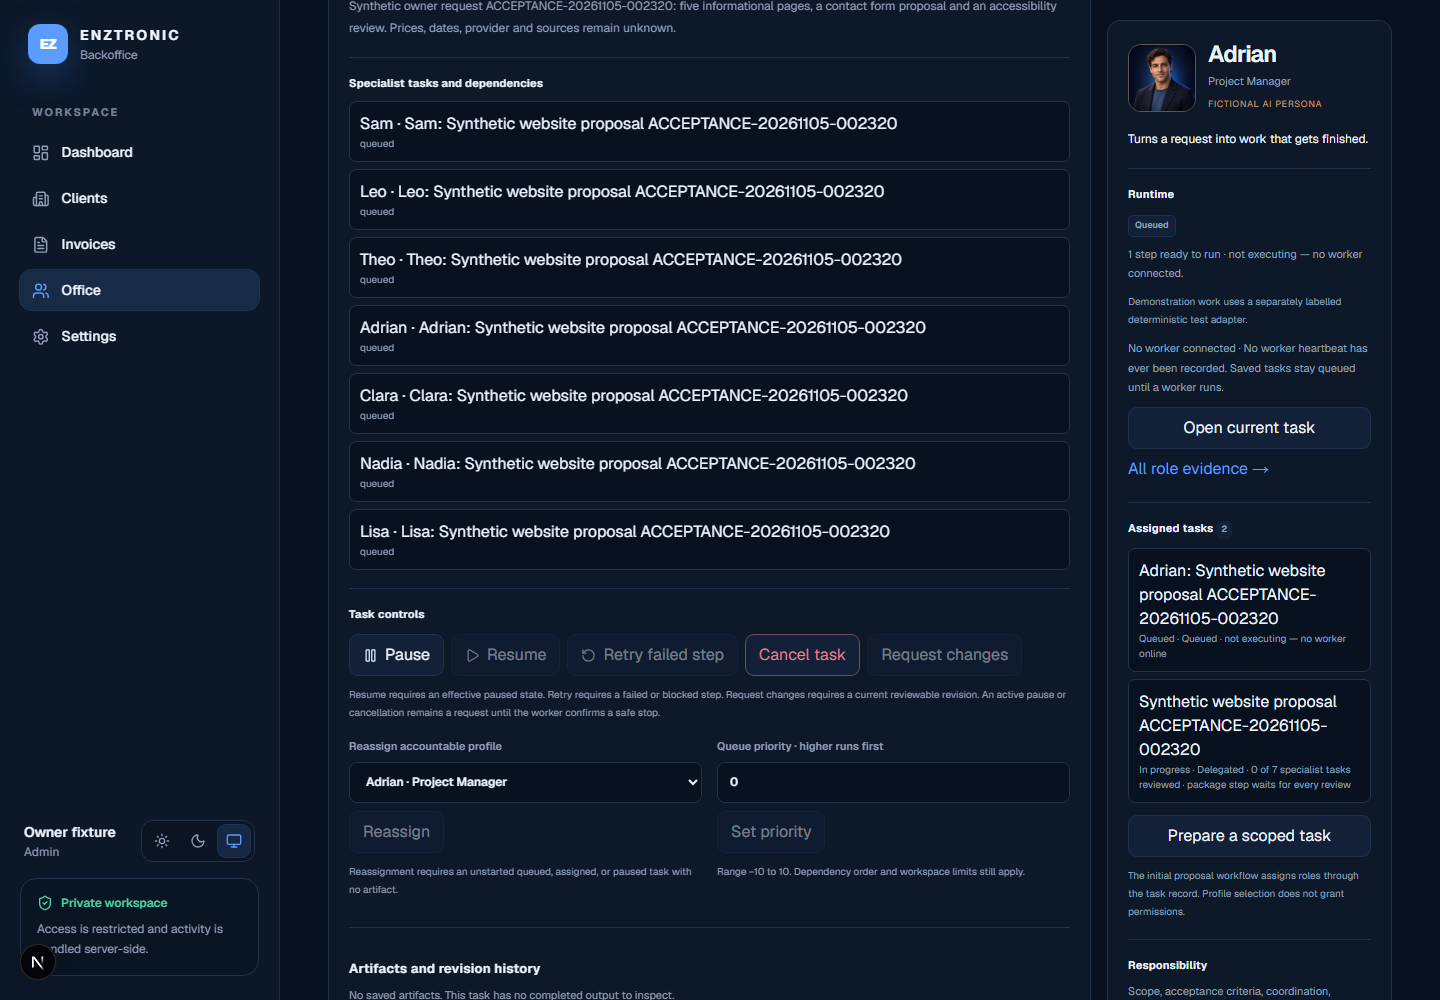 EZ
ENZTRONIC
Backoffice
WORKSPACE
Dashboard
Clients
Invoices
Office
Settings
Owner fixture
Admin
Private workspace
Access is restricted and activity is
ndled server-side.
N
Synthetic owner request ACCEPTANCE-20261105-002320: five informational pages, a contact form proposal and an accessibility
review. Prices, dates, provider and sources remain unknown.
Specialist tasks and dependencies
Sam · Sam: Synthetic website proposal ACCEPTANCE-20261105-002320
queued
Leo · Leo: Synthetic website proposal ACCEPTANCE-20261105-002320
queued
Theo · Theo: Synthetic website proposal ACCEPTANCE-20261105-002320
queued
Adrian · Adrian: Synthetic website proposal ACCEPTANCE-20261105-002320
queued
Clara · Clara: Synthetic website proposal ACCEPTANCE-20261105-002320
queued
Nadia · Nadia: Synthetic website proposal ACCEPTANCE-20261105-002320
queued
Lisa · Lisa: Synthetic website proposal ACCEPTANCE-20261105-002320
queued
Task controls
Pause
Resume
Retry failed step
Cancel task
Request changes
Resume requires an effective paused state. Retry requires a failed or blocked step. Request changes requires a current reviewable revision. An active pause or
cancellation remains a request until the worker confirms a safe stop.
Reassign accountable profile
Adrian · Project Manager
Reassign
Reassignment requires an unstarted queued, assigned, or paused task with
no artifact.
Queue priority · higher runs first
0
Set priority
Range −10 to 10. Dependency order and workspace limits still apply.
Artifacts and revision history
No saved artifacts. This task has no completed output to inspect.
Adrian
Project Manager
FICTIONAL AI PERSONA
Turns a request into work that gets finished.
Runtime
Queued
1 step ready to run · not executing — no worker
connected.
Demonstration work uses a separately labelled
deterministic test adapter.
No worker connected · No worker heartbeat has
ever been recorded. Saved tasks stay queued
until a worker runs.
Open current task
All role evidence →
Assigned tasks 2
Adrian: Synthetic website
proposal ACCEPTANCE-
20261105-002320
Queued · Queued · not executing — no worker
online
Synthetic website proposal
ACCEPTANCE-20261105-
002320
In progress · Delegated · 0 of 7 specialist tasks
reviewed · package step waits for every review
Prepare a scoped task
The initial proposal workflow assigns roles through
the task record. Profile selection does not grant
permissions.
Responsibility
Scope, acceptance criteria, coordination,